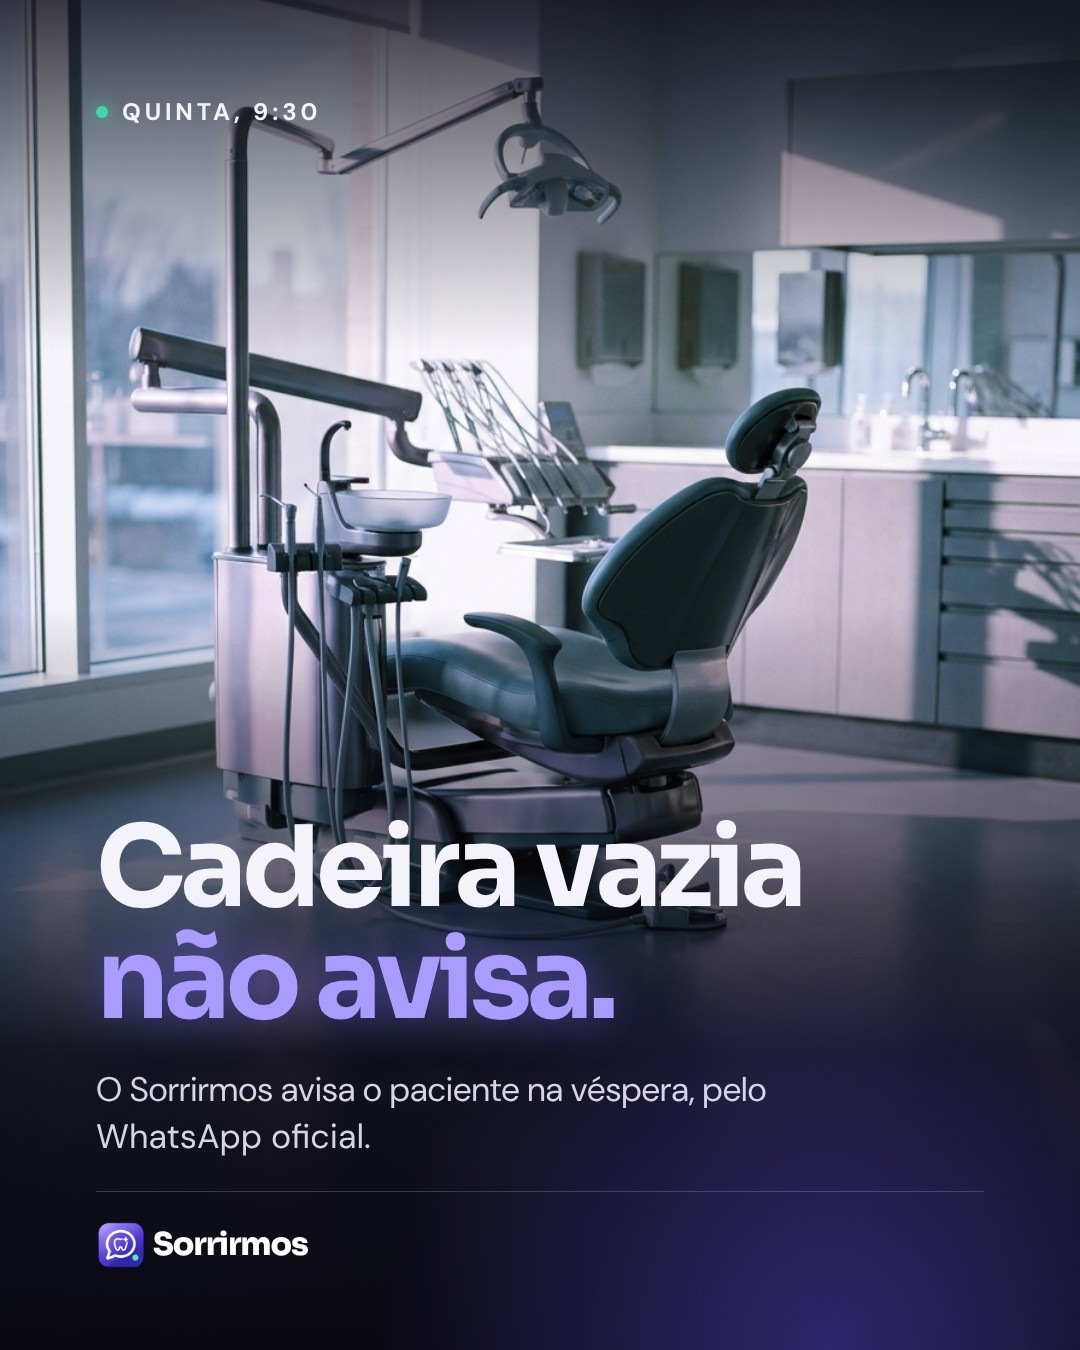 QUINTA, 9:30
Cadeira vazia
não avisa.
O Sorrirmos avisa o paciente na véspera, pelo
WhatsApp oficial.
Sorrirmos